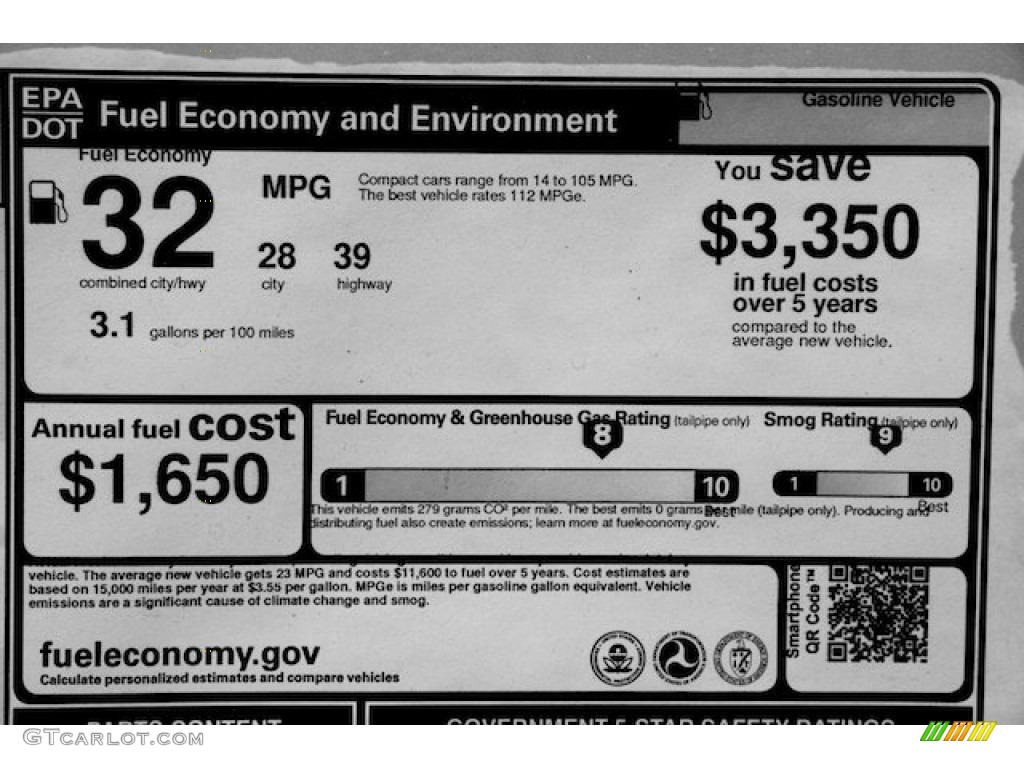 EPA
DOT
Fuel Economy and Environment
Gasoline Vehicle
Fuel Economy
32
MPG
Compact cars range from 14 to 105 MPG.
The best vehicle rates 112 MPGe.
28 39
combined city/hwy city highway
3.1 gallons per 100 miles
You save
$3,350
in fuel costs
over 5 years
compared to the
average new vehicle.
Annual fuel cost
$1,650
Fuel Economy & Greenhouse Gas Rating (tailpipe only)
8
1 10
Best
Smog Rating (tailpipe only)
9
1 10
Best
This vehicle emits 279 grams CO² per mile. The best emits 0 grams per mile (tailpipe only). Producing and
distributing fuel also create emissions; learn more at fueleconomy.gov.
vehicle. The average new vehicle gets 23 MPG and costs $11,600 to fuel over 5 years. Cost estimates are
based on 15,000 miles per year at $3.55 per gallon. MPGe is miles per gasoline gallon equivalent. Vehicle
emissions are a significant cause of climate change and smog.
fueleconomy.gov
Calculate personalized estimates and compare vehicles
Smartphone
QR Code™
PARTS CONTENT
GOVERNMENT 5-STAR SAFETY RATINGS
GTcarlot.com